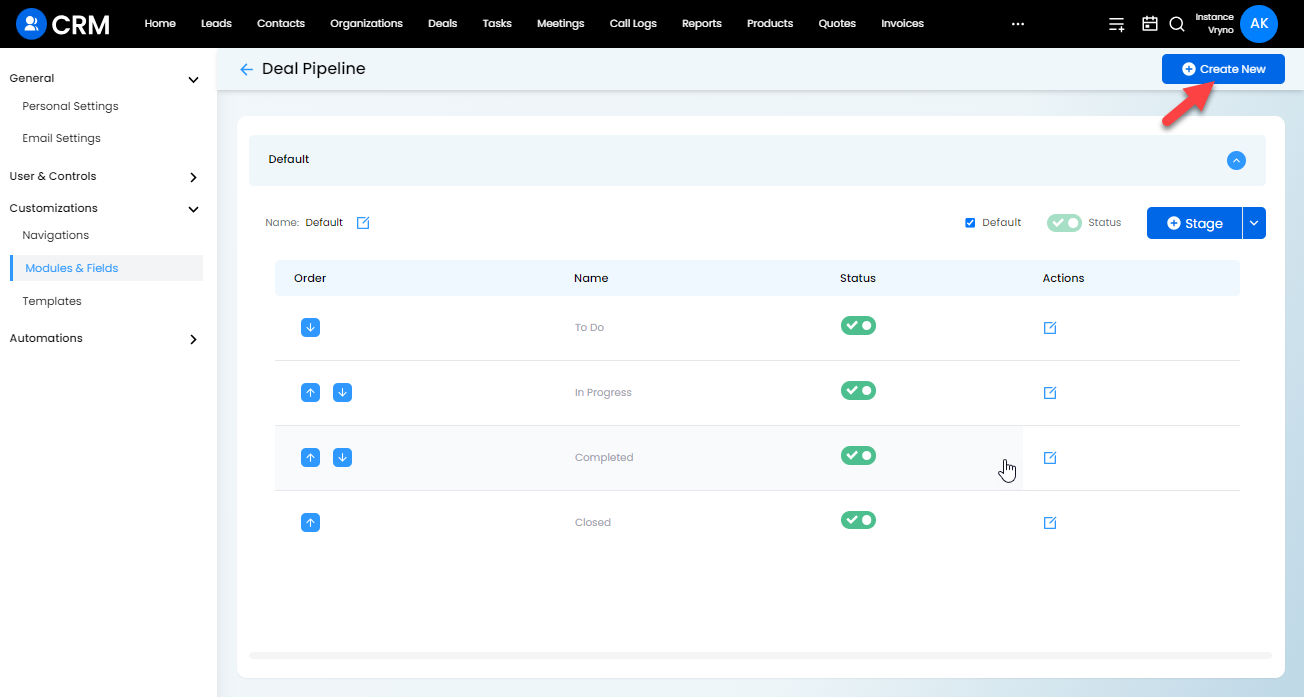 CRM Home Leads Contacts Organizations Deals Tasks Meetings Call Logs Reports Products Quotes Invoices ... Instance Vryno AK
General
Personal Settings
Email Settings
User & Controls
Customizations
Navigations
Modules & Fields
Templates
Automations
Deal Pipeline Create New
Default
Name: Default Default Status Stage
Order Name Status Actions
To Do
In Progress
Completed
Closed